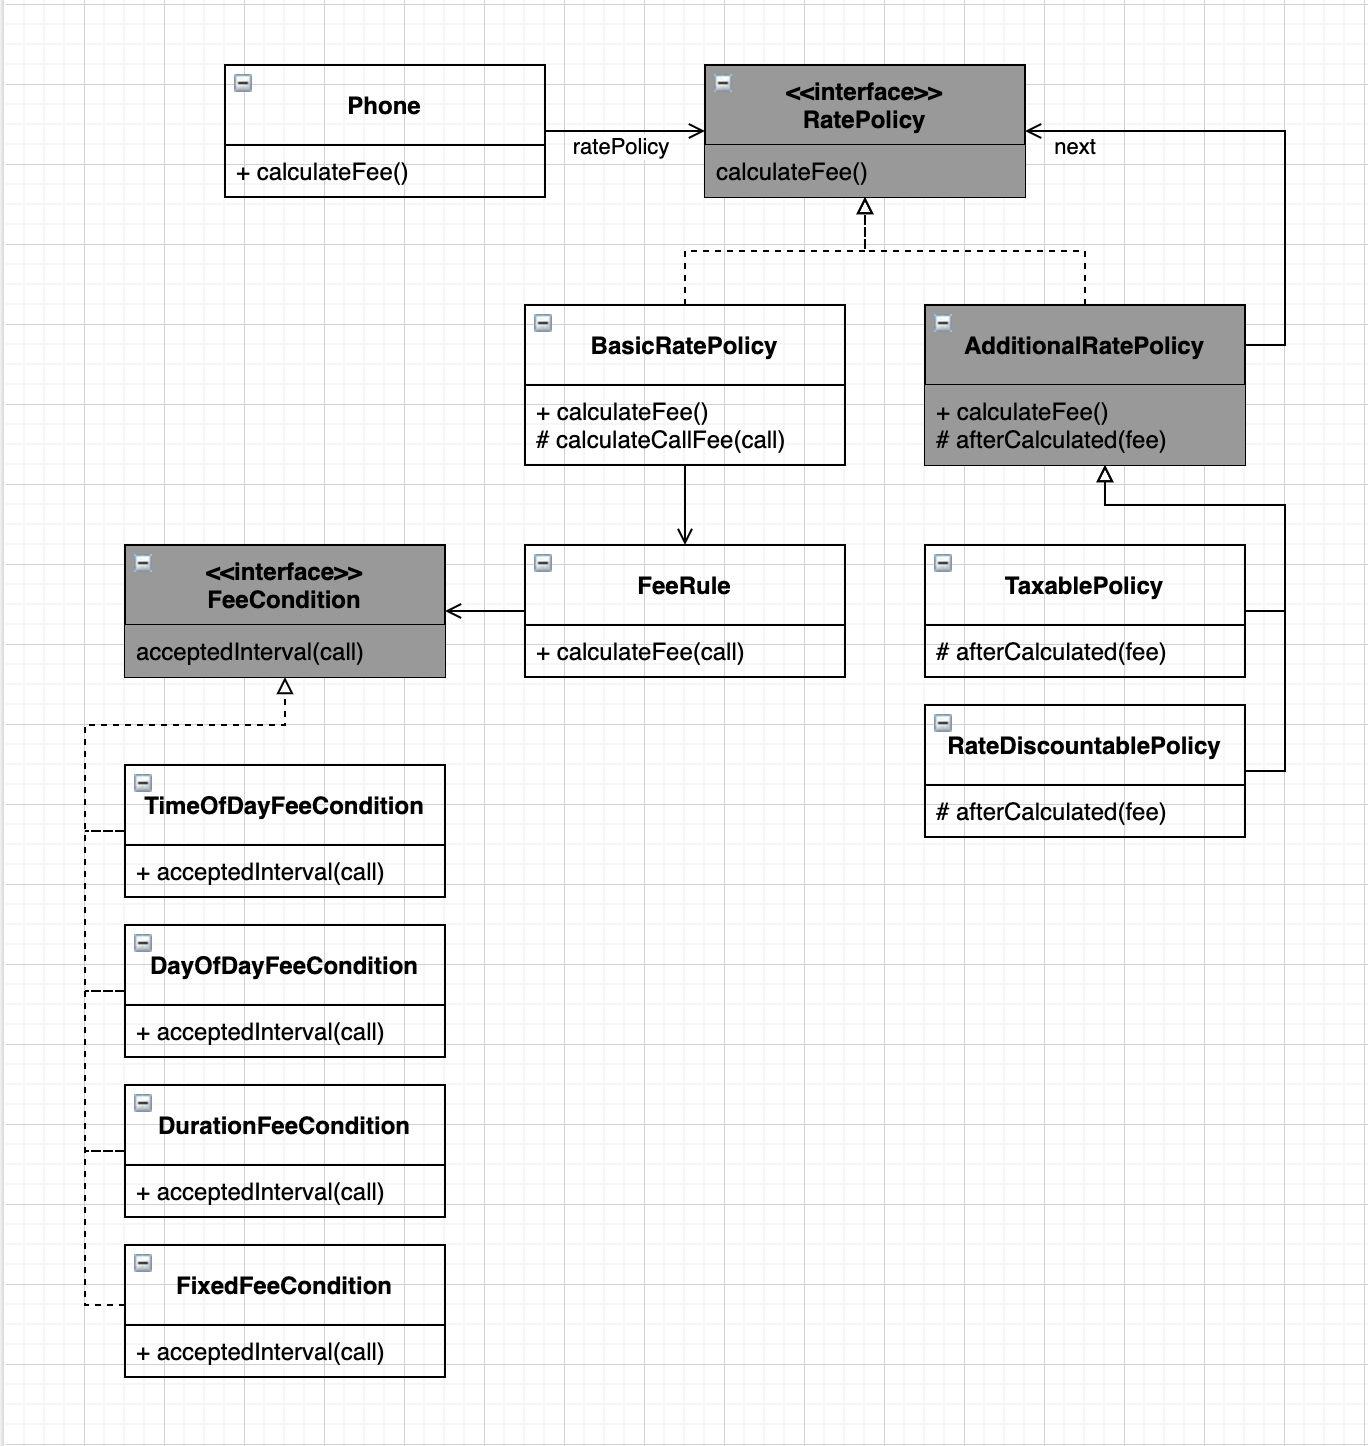 Phone
+ calculateFee()
ratePolicy
<<interface>>
RatePolicy
calculateFee()
next
BasicRatePolicy
+ calculateFee()
# calculateCallFee(call)
AdditionalRatePolicy
+ calculateFee()
# afterCalculated(fee)
<<interface>>
FeeCondition
acceptedInterval(call)
FeeRule
+ calculateFee(call)
TaxablePolicy
# afterCalculated(fee)
RateDiscountablePolicy
# afterCalculated(fee)
TimeOfDayFeeCondition
+ acceptedInterval(call)
DayOfDayFeeCondition
+ acceptedInterval(call)
DurationFeeCondition
+ acceptedInterval(call)
FixedFeeCondition
+ acceptedInterval(call)